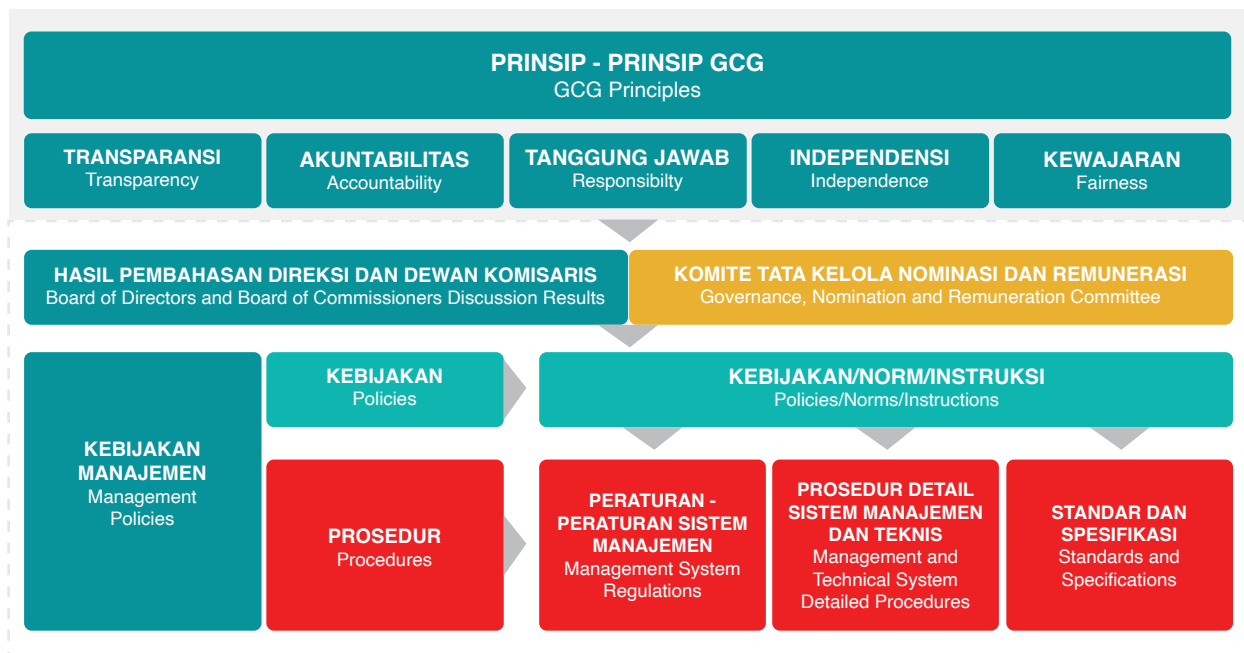 PRINSIP - PRINSIP GCG
GCG Principles
TRANSPARANSI
Transparency
AKUNTABILITAS
Accountability
TANGGUNG JAWAB
Responsibilty
INDEPENDENSI
Independence
KEWAJARAN
Fairness
HASIL PEMBAHASAN DIREKSI DAN DEWAN KOMISARIS
Board of Directors and Board of Commissioners Discussion Results
KOMITE TATA KELOLA NOMINASI DAN REMUNERASI
Governance, Nomination and Remuneration Committee
KEBIJAKAN
MANAJEMEN
Management
Policies
KEBIJAKAN
Policies
KEBIJAKAN/NORM/INSTRUKSI
Policies/Norms/Instructions
PROSEDUR
Procedures
PERATURAN -
PERATURAN SISTEM
MANAJEMEN
Management System
Regulations
PROSEDUR DETAIL
SISTEM MANAJEMEN
DAN TEKNIS
Management and
Technical System
Detailed Procedures
STANDAR DAN
SPESIFIKASI
Standards and
Specifications